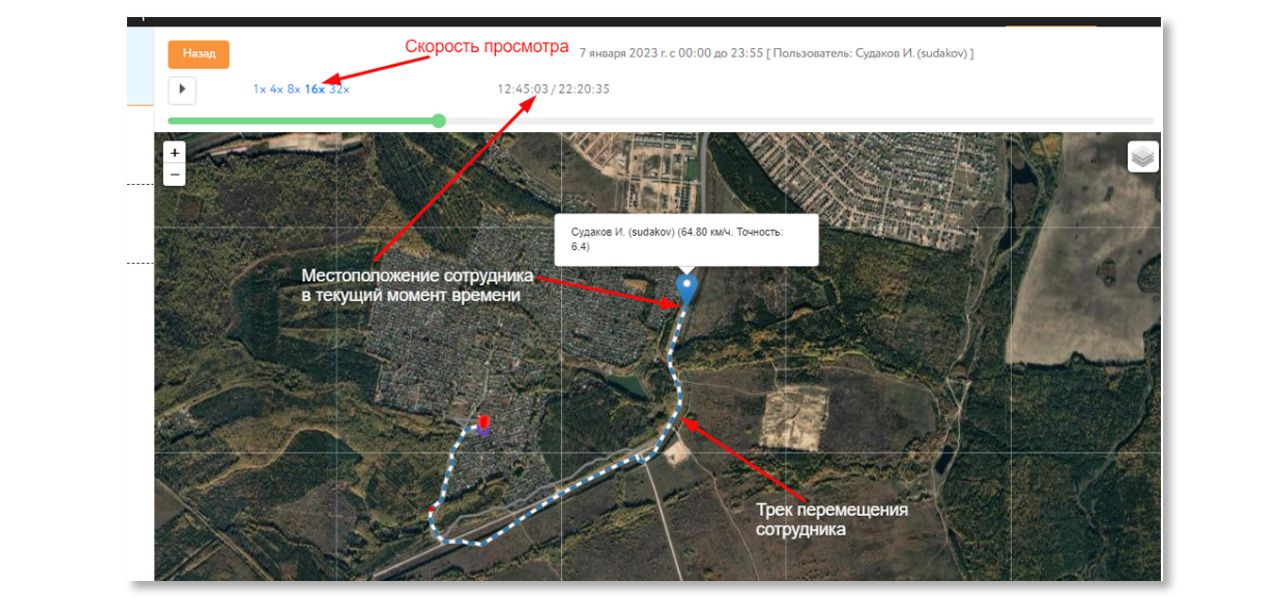 Назад
Скорость просмотра
7 января 2023 г. с 00:00 до 23:55 [ Пользователь: Судаков И. (sudakov) ]
1x 4x 8x 16x 32x
12:45:03 / 22:20:35
+
−
Судаков И. (sudakov) (64.80 км/ч. Точность:
6.4)
Местоположение сотрудника
в текущий момент времени
Трек перемещения
сотрудника